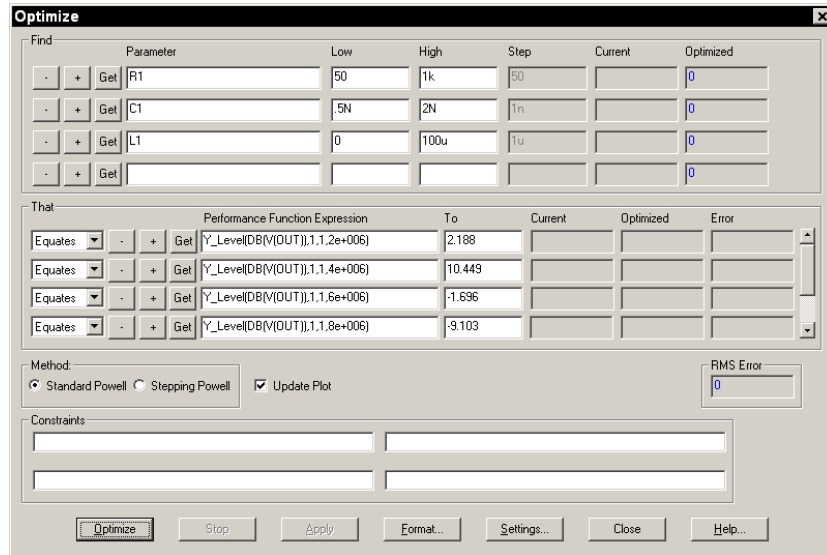 Optimize
Find
Parameter Low High Step Current Optimized
- + Get R1 50 1k 50 0
- + Get C1 .5N 2N 1n 0
- + Get L1 0 100u 1u 0
- + Get 0
That
Performance Function Expression To Current Optimized Error
Equates - + Get Y_Level(DB(V(OUT)),1,1,2e+006) 2.188
Equates - + Get Y_Level(DB(V(OUT)),1,1,4e+006) 10.449
Equates - + Get Y_Level(DB(V(OUT)),1,1,6e+006) -1.696
Equates - + Get Y_Level(DB(V(OUT)),1,1,8e+006) -9.103
Method: RMS Error
Standard Powell Stepping Powell Update Plot 0
Constraints
Optimize Stop Apply Format... Settings... Close Help...